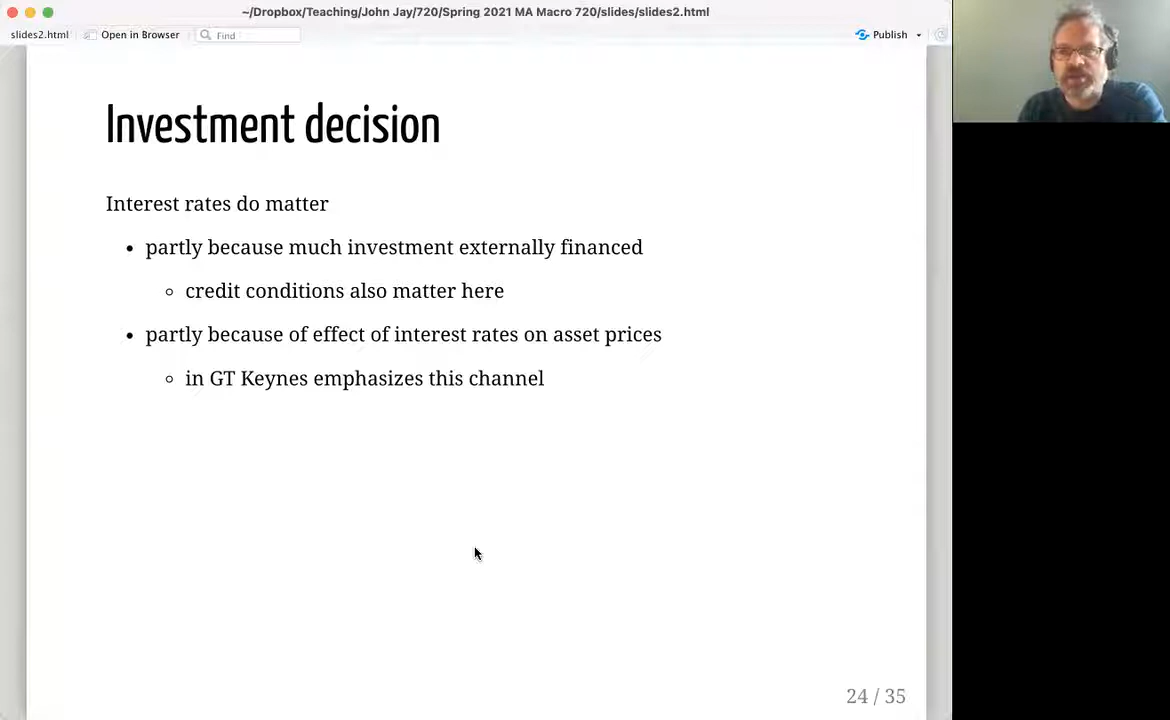 ~/Dropbox/Teaching/John Jay/720/Spring 2021 MA Macro 720/slides/slides2.html
slides2.html Open in Browser Find Publish
Investment decision
Interest rates do matter
• partly because much investment externally financed
◦ credit conditions also matter here
• partly because of effect of interest rates on asset prices
◦ in GT Keynes emphasizes this channel
24 / 35